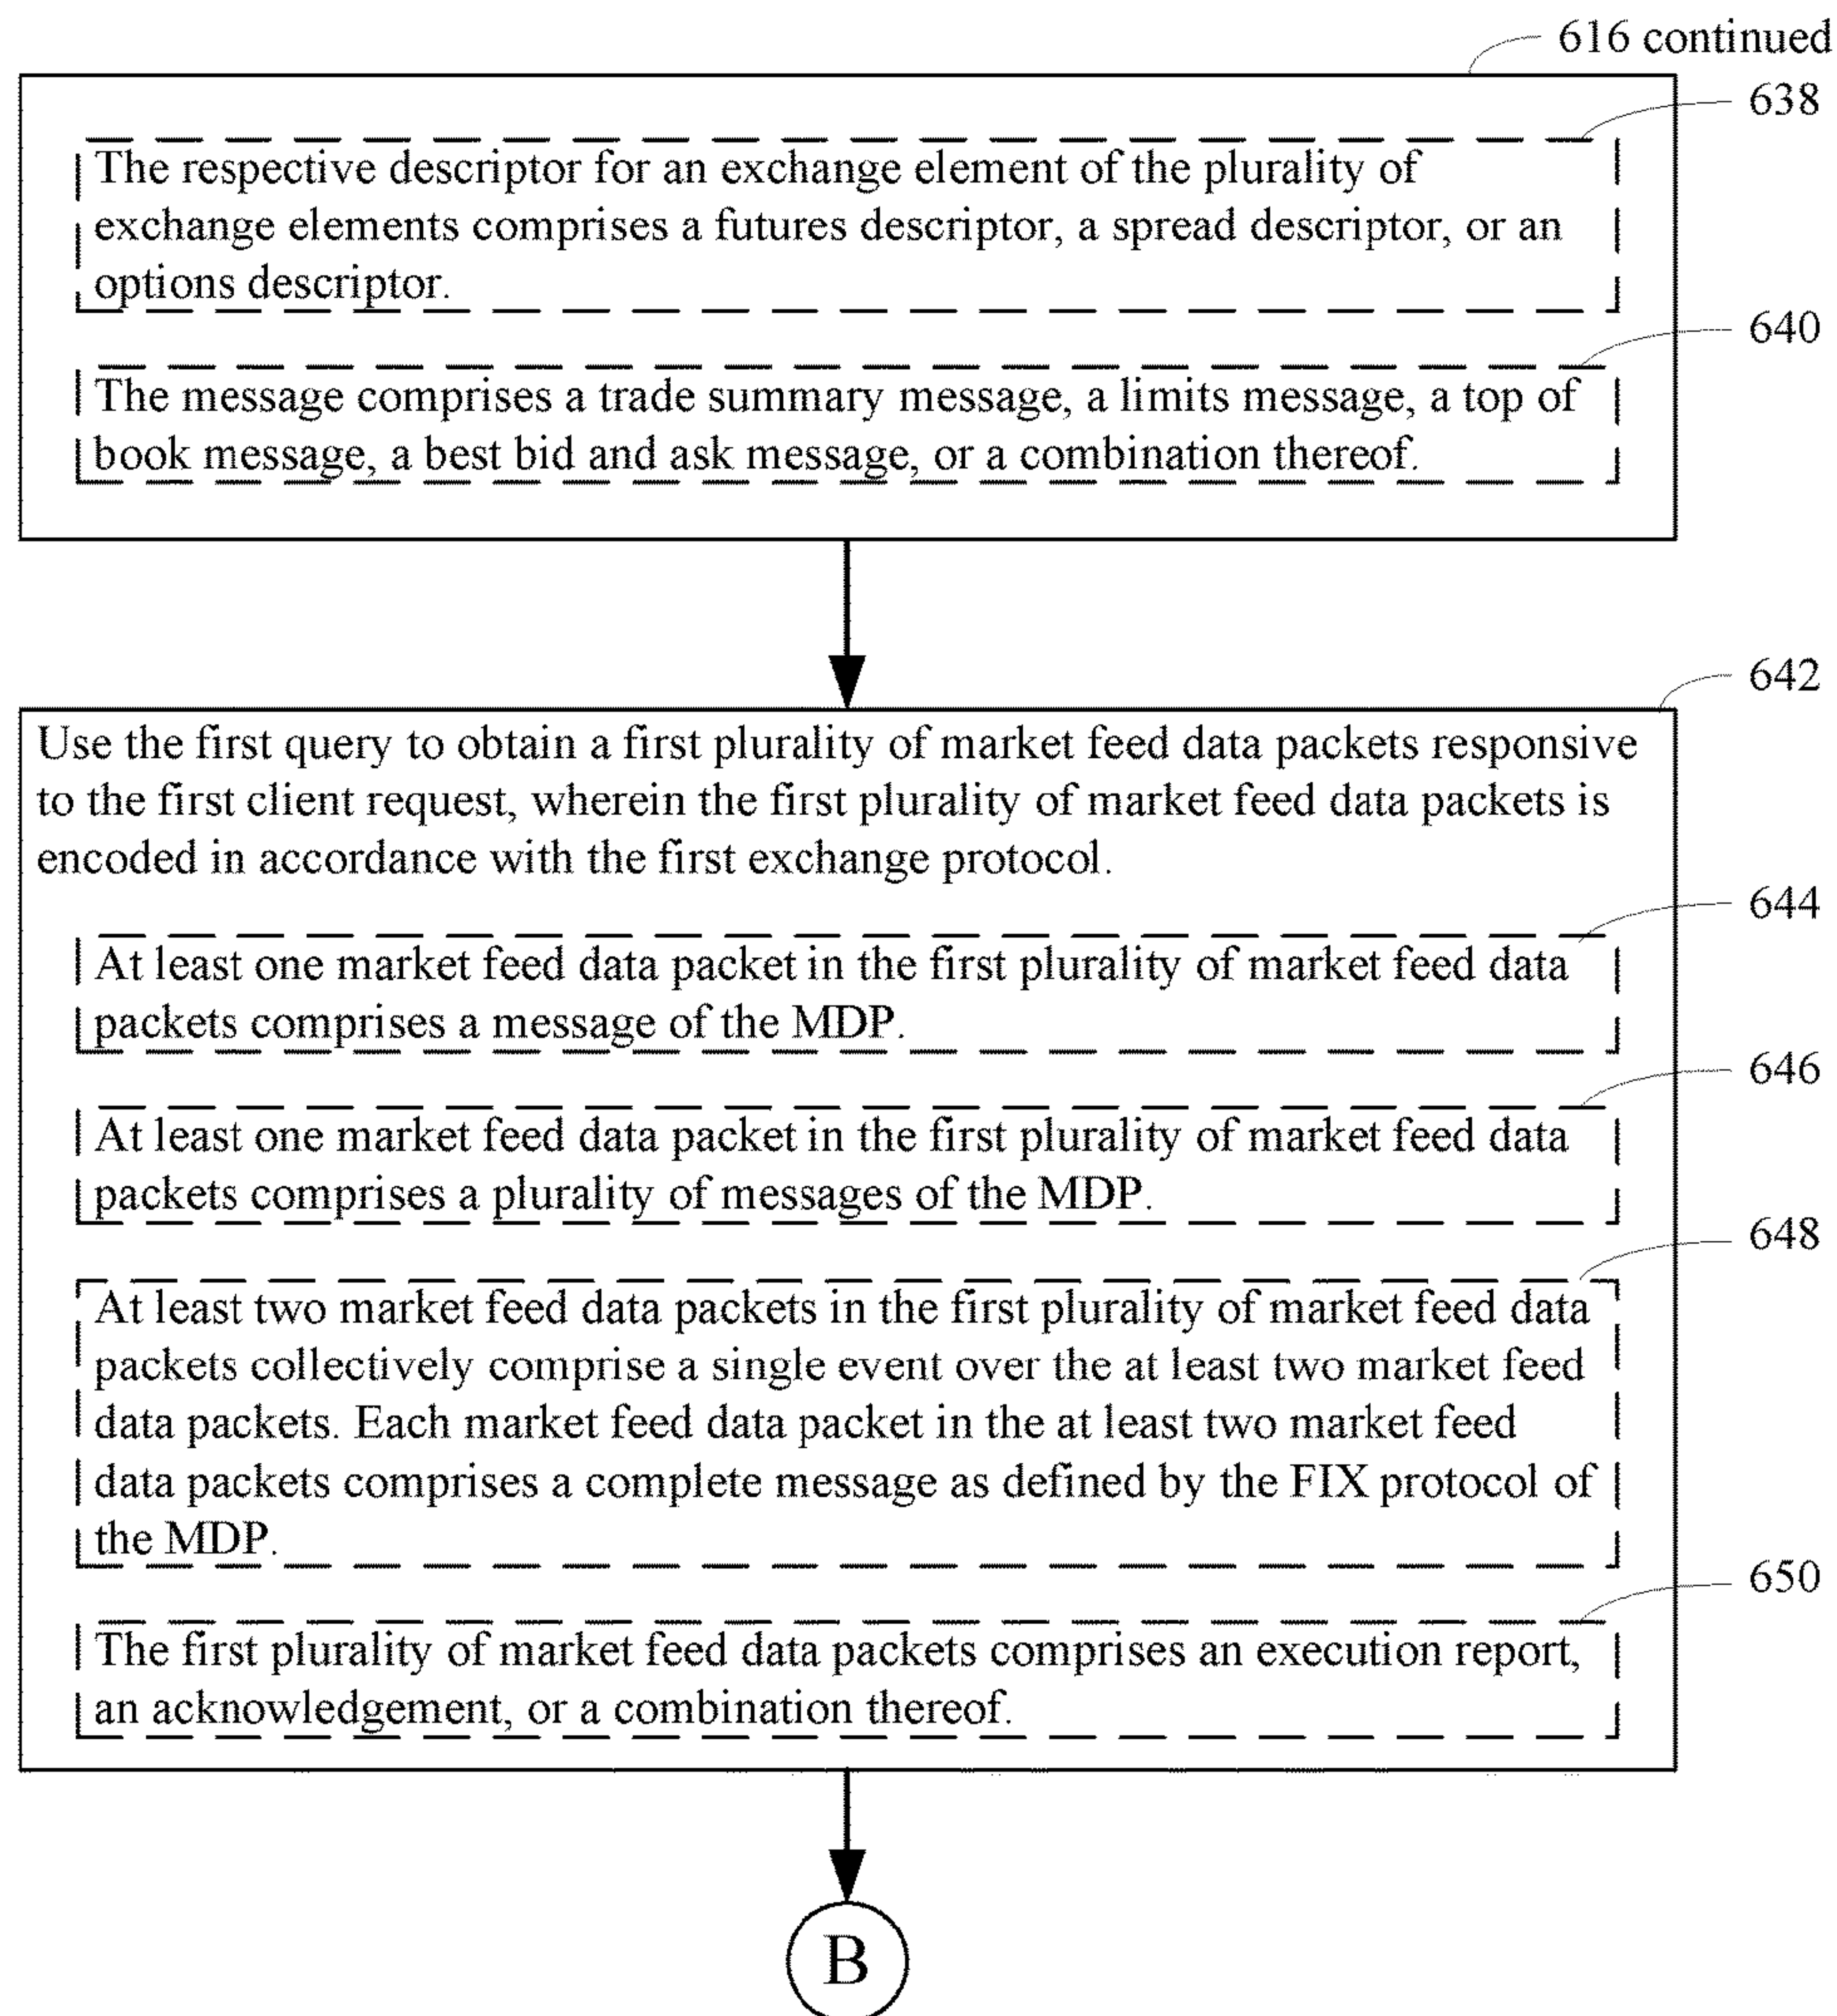 616 continued
638
The respective descriptor for an exchange element of the plurality of
exchange elements comprises a futures descriptor, a spread descriptor, or an
options descriptor.
640
The message comprises a trade summary message, a limits message, a top of
book message, a best bid and ask message, or a combination thereof.
642
Use the first query to obtain a first plurality of market feed data packets responsive
to the first client request, wherein the first plurality of market feed data packets is
encoded in accordance with the first exchange protocol.
644
At least one market feed data packet in the first plurality of market feed data
packets comprises a message of the MDP.
646
At least one market feed data packet in the first plurality of market feed data
packets comprises a plurality of messages of the MDP.
648
At least two market feed data packets in the first plurality of market feed data
packets collectively comprise a single event over the at least two market feed
data packets. Each market feed data packet in the at least two market feed
data packets comprises a complete message as defined by the FIX protocol of
the MDP.
650
The first plurality of market feed data packets comprises an execution report,
an acknowledgement, or a combination thereof.
B